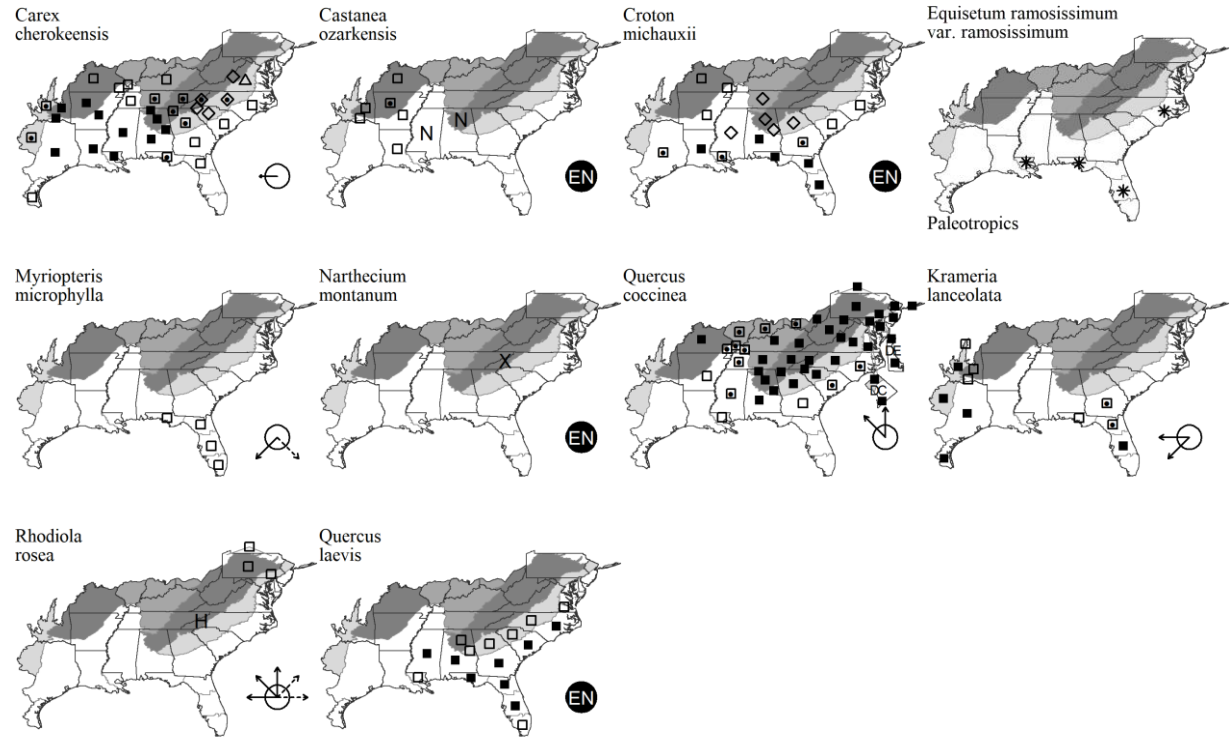 Carex
cherokeensis
Castanea
ozarkensis
N
N
EN
Croton
michauxii
EN
Equisetum ramosissimum
var. ramosissimum
Paleotropics
Myriopteris
microphylla
Narthecium
montanum
X
EN
Quercus
coccinea
DE
DC
Krameria
lanceolata
Rhodiola
rosea
H
Quercus
laevis
EN